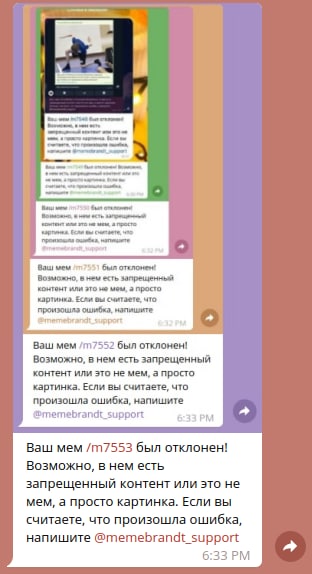 Ваш мем /m7549 был отклонен!
Возможно, в нем есть
запрещенный контент или это не
мем, а просто картинка. Если вы
считаете, что произошла ошибка,
напишите @memebrandt_support
Ваш мем /m7550 был отклонен!
Возможно, в нем есть запрещенный
контент или это не мем, а просто
картинка. Если вы считаете, что
произошла ошибка, напишите
@memebrandt_support
6:32 PM
Ваш мем /m7551 был отклонен!
Возможно, в нем есть запрещенный
контент или это не мем, а просто
картинка. Если вы считаете, что
произошла ошибка, напишите
@memebrandt_support
6:32 PM
Ваш мем /m7552 был отклонен!
Возможно, в нем есть запрещенный
контент или это не мем, а просто
картинка. Если вы считаете, что
произошла ошибка, напишите
@memebrandt_support
6:33 PM
Ваш мем /m7553 был отклонен!
Возможно, в нем есть
запрещенный контент или это не
мем, а просто картинка. Если вы
считаете, что произошла ошибка,
напишите @memebrandt_support
6:33 PM